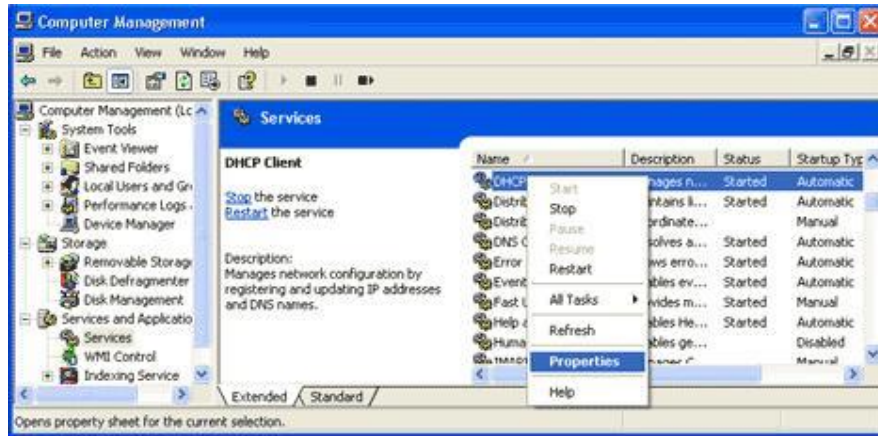 Computer Management
File Action View Window Help
Computer Management (Lc
System Tools
Event Viewer
Shared Folders
Local Users and Gr
Performance Logs
Device Manager
Storage
Removable Storag
Disk Defragmenter
Disk Management
Services and Applicatio
Services
WMI Control
Indexing Service
Services
DHCP Client
Stop the service
Restart the service
Description:
Manages network configuration by
registering and updating IP addresses
and DNS names.
Name Description Status Startup Typ
DHCP nages n... Started Automatic
Distrib ntains li... Started Automatic
Distrib ordinate... Manual
DNS C solves a... Started Automatic
Error ws erro... Started Automatic
Event bles ev... Started Automatic
Fast U vides m... Started Manual
Help a bles He... Started Automatic
Huma bles ge... Disabled
IMAPI nages C... Manual
Start
Stop
Pause
Resume
Restart
All Tasks
Refresh
Properties
Help
Extended Standard
Opens property sheet for the current selection.